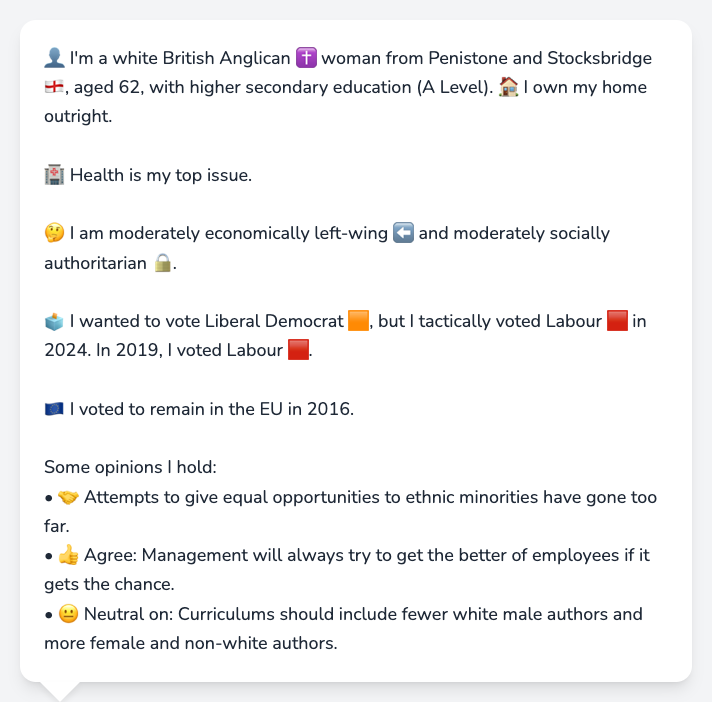 👤 I'm a white British Anglican ✝️ woman from Penistone and Stocksbridge
🏴󠁧󠁢󠁥󠁮󠁧󠁿, aged 62, with higher secondary education (A Level). 🏠 I own my home
outright.
🏥 Health is my top issue.
🤔 I am moderately economically left-wing ⬅️ and moderately socially
authoritarian 🔒.
🗳️ I wanted to vote Liberal Democrat 🟧, but I tactically voted Labour 🟥 in
2024. In 2019, I voted Labour 🟥.
🇪🇺 I voted to remain in the EU in 2016.
Some opinions I hold:
• 🤝 Attempts to give equal opportunities to ethnic minorities have gone too
far.
• 👍 Agree: Management will always try to get the better of employees if it
gets the chance.
• 😐 Neutral on: Curriculums should include fewer white male authors and
more female and non-white authors.